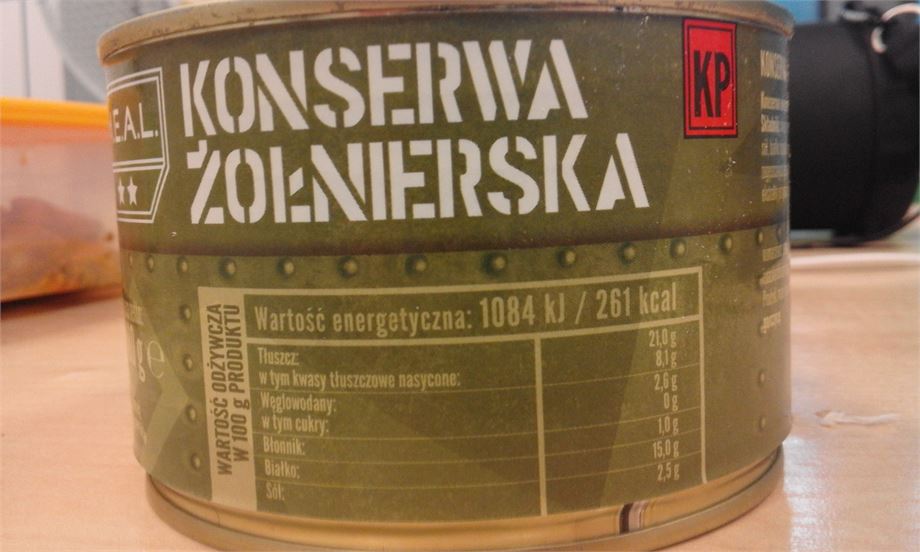 KONSERWA
ŻOŁNIERSKA
KP
E.A.L.
WARTOŚĆ ODŻYWCZA
W 100 g PRODUKTU
Wartość energetyczna: 1084 kJ / 261 kcal
Tłuszcz: 21,0 g
w tym kwasy tłuszczowe nasycone: 8,1 g
Węglowodany: 2,6 g
w tym cukry: 0 g
Błonnik: 1,0 g
Białko: 15,0 g
Sól: 2,5 g
g e